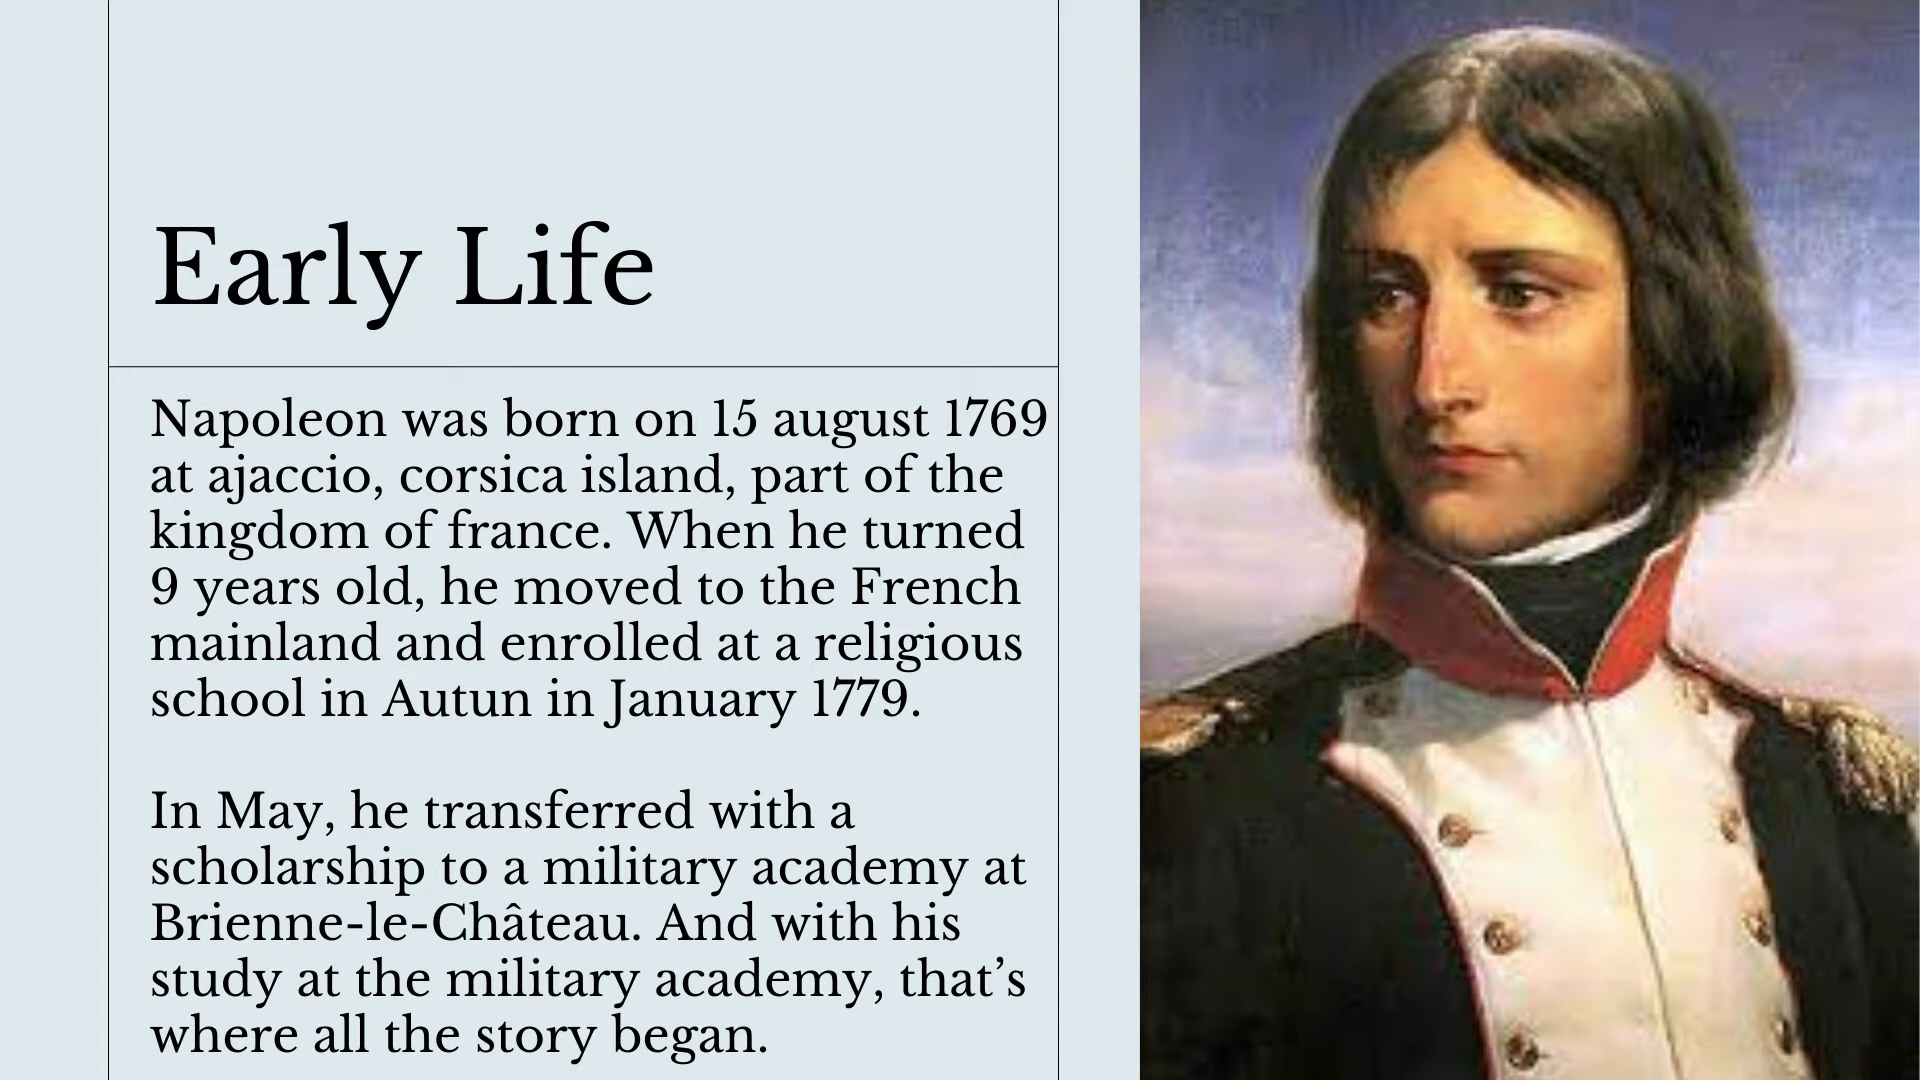 Early Life
Napoleon was born on 15 august 1769
at ajaccio, corsica island, part of the
kingdom of france. When he turned
9 years old, he moved to the French
mainland and enrolled at a religious
school in Autun in January 1779.
In May, he transferred with a
scholarship to a military academy at
Brienne-le-Château. And with his
study at the military academy, that’s
where all the story began.